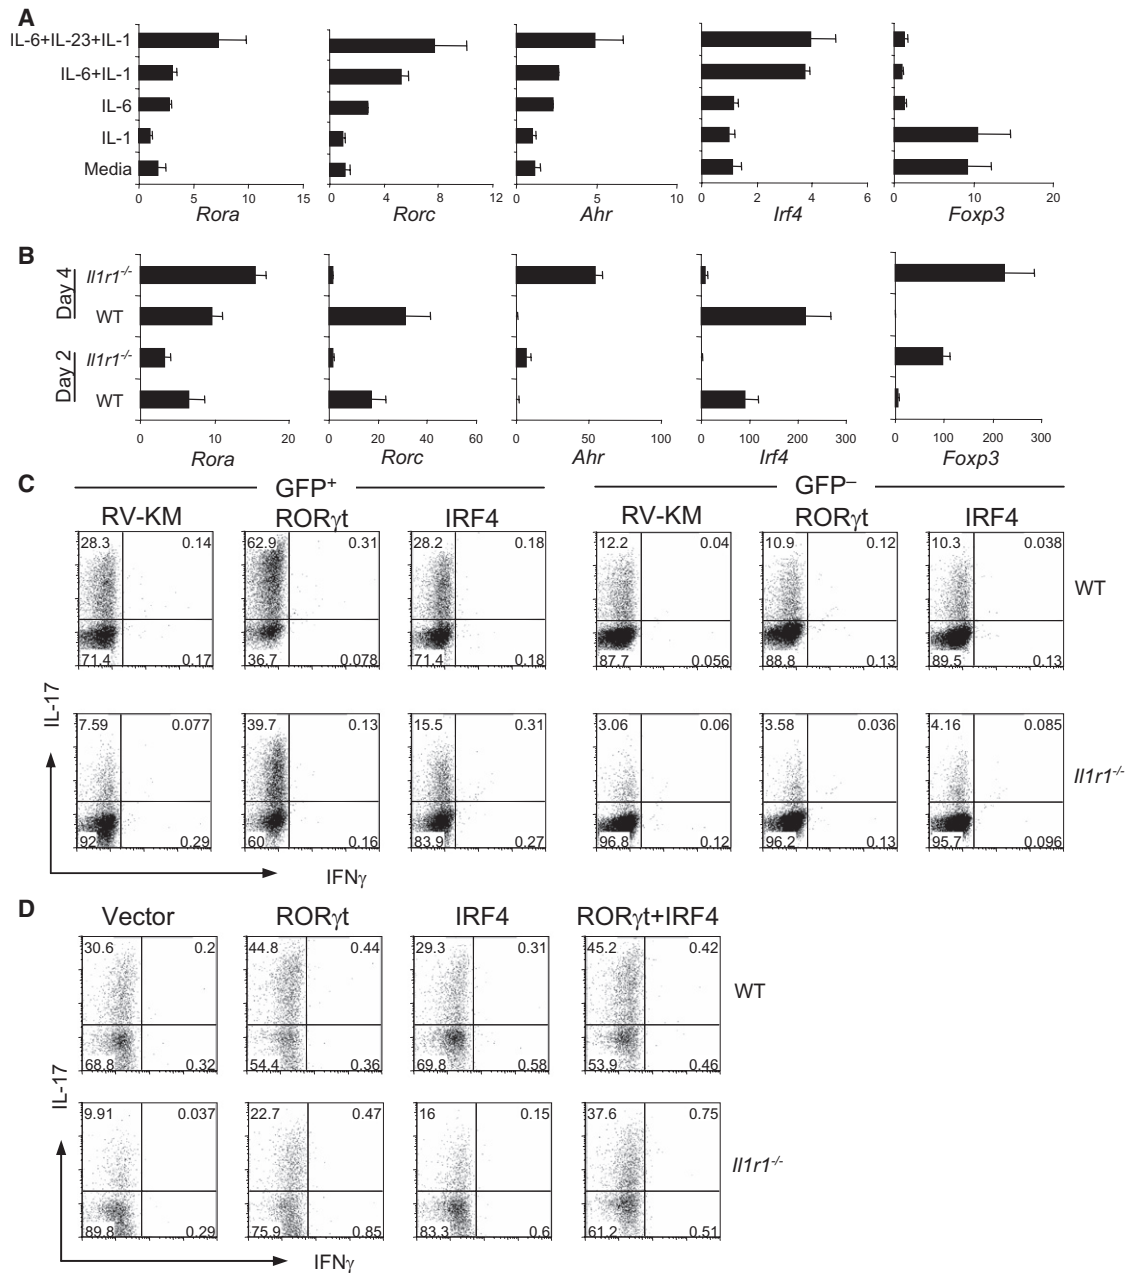 A
IL-6+IL-23+IL-1
IL-6+IL-1
IL-6
IL-1
Media
0 5 10 15
Rora
0 4 8 12
Rorc
0 5 10
Ahr
0 2 4 6
Irf4
0 10 20
Foxp3
B
Day 4
Il1r1-/-
WT
Day 2
Il1r1-/-
WT
0 10 20
Rora
0 20 40 60
Rorc
0 50 100
Ahr
0 100 200 300
Irf4
0 100 200 300
Foxp3
C
GFP+ GFP–
RV-KM RORγt IRF4 RV-KM RORγt IRF4
28.3 0.14 62.9 0.31 28.2 0.18 12.2 0.04 10.9 0.12 10.3 0.038
WT
71.4 0.17 36.7 0.078 71.4 0.18 87.7 0.056 88.8 0.13 89.5 0.13
7.59 0.077 39.7 0.13 15.5 0.31 3.06 0.06 3.58 0.036 4.16 0.085
Il1r1-/-
92 0.29 60 0.16 83.9 0.27 96.8 0.12 96.2 0.13 95.7 0.096
IL-17
IFNγ
D
Vector RORγt IRF4 RORγt+IRF4
30.6 0.2 44.8 0.44 29.3 0.31 45.2 0.42
WT
68.8 0.32 54.4 0.36 69.8 0.58 53.9 0.46
9.91 0.037 22.7 0.47 16 0.15 37.6 0.75
Il1r1-/-
89.8 0.29 75.9 0.85 83.3 0.6 61.2 0.51
IL-17
IFNγ